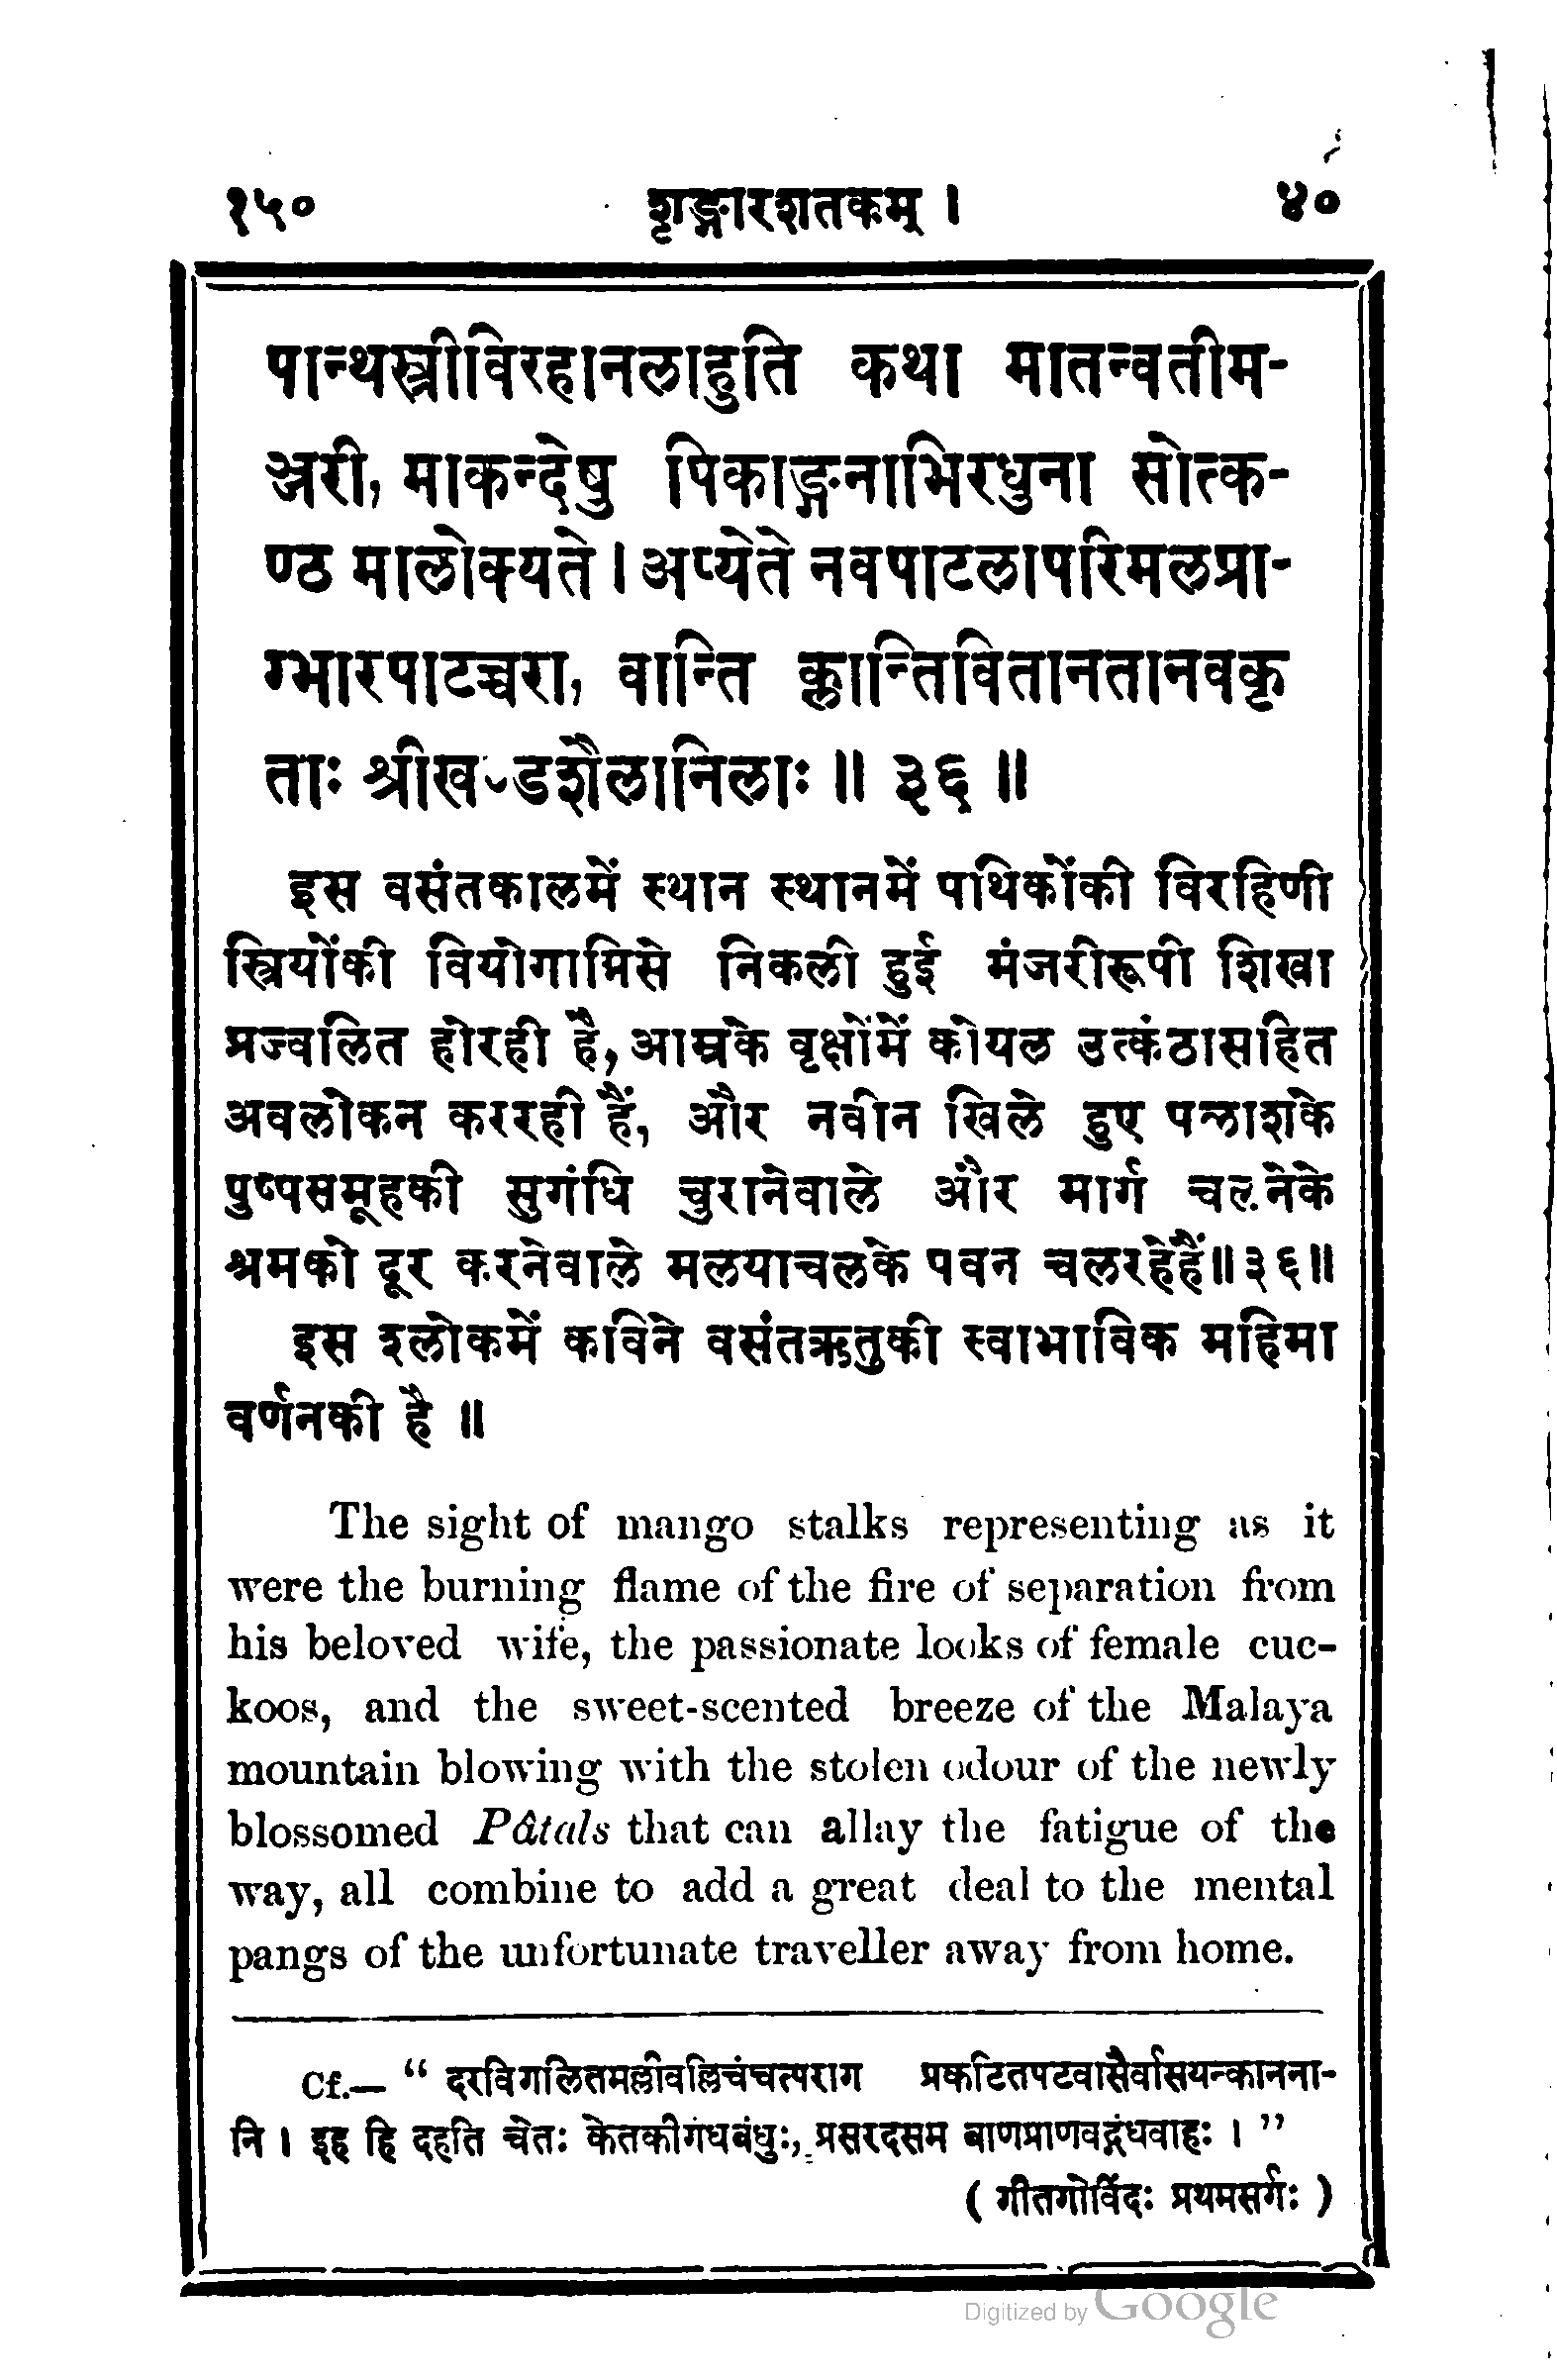 १५० शृङ्गारशतकम् । ४०
पान्थस्त्रीविरहानलाहुति कथा मातन्वतीम-
ञ्जरी, माकन्देषु पिकाङ्गनाभिरधुना सोत्क-
ण्ठ मालोक्यते । अप्येते नवपाटलापरिमलप्रा-
ग्भारपाटच्चरा, वान्ति क्लान्तिवितानतानवकृ
ताः श्रीखण्डशैलानिलाः ॥ ३६ ॥
इस वसंतकालमें स्थान स्थानमें पथिकोंकी विरहिणी
स्त्रियोंकी वियोगाग्निसे निकली हुई मंजरीरूपी शिखा
प्रज्वलित होरही है, आम्रके वृक्षोंमें कोयल उत्कंठासहित
अवलोकन कररही हैं, और नवीन खिले हुए पलाशके
पुष्पसमूहकी सुगंधि चुरानेवाले और मार्ग चलनेके
श्रमको दूर करनेवाले मलयाचलके पवन चलरहेहैं॥३६॥
इस श्लोकमें कविने वसंतऋतुकी स्वाभाविक महिमा
वर्णनकी है ॥
The sight of mango stalks representing as it
were the burning flame of the fire of separation from
his beloved wife, the passionate looks of female cuc-
koos, and the sweet-scented breeze of the Malaya
mountain blowing with the stolen odour of the newly
blossomed Pâtals that can allay the fatigue of the
way, all combine to add a great deal to the mental
pangs of the unfortunate traveller away from home.
Cf.— “ दरविगलितमल्लीवल्लिचंचत्पराग प्रकटितपटवासैर्वासयन्कानना-
नि । इह हि दहति चेतः केतकीगंधबंधुः, प्रसरदसम बाणप्राणवद्गंधवाहः । ”
( गीतगोविंदः प्रथमसर्गः )
Digitized by Google